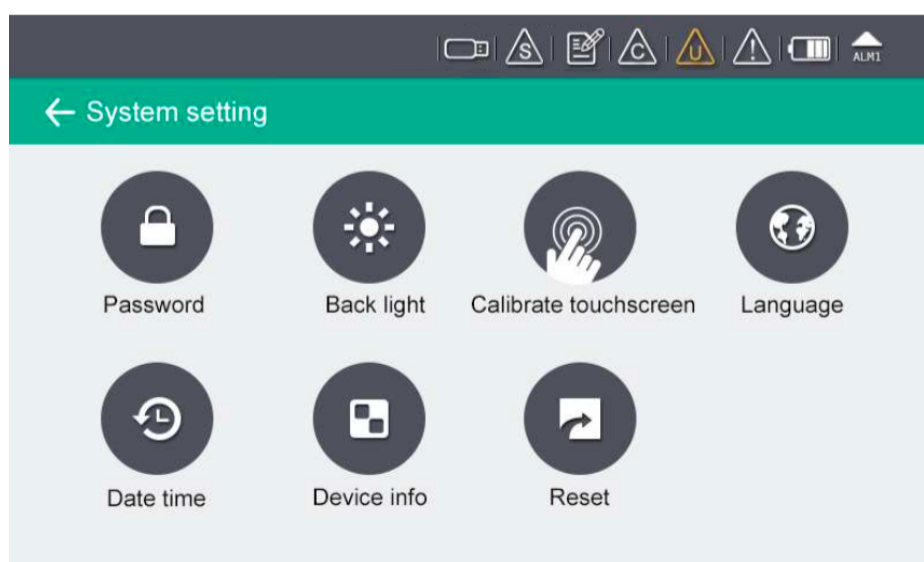 S C U ALM1
System setting
Password Back light Calibrate touchscreen Language
Date time Device info Reset